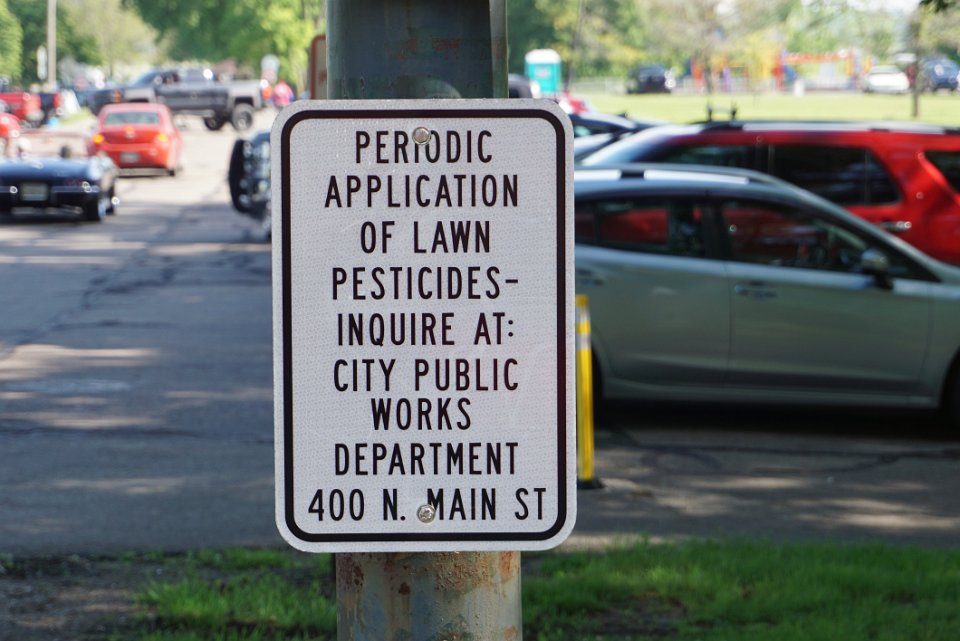 PERIODIC
APPLICATION
OF LAWN
PESTICIDES-
INQUIRE AT:
CITY PUBLIC
WORKS
DEPARTMENT
400 N. MAIN ST